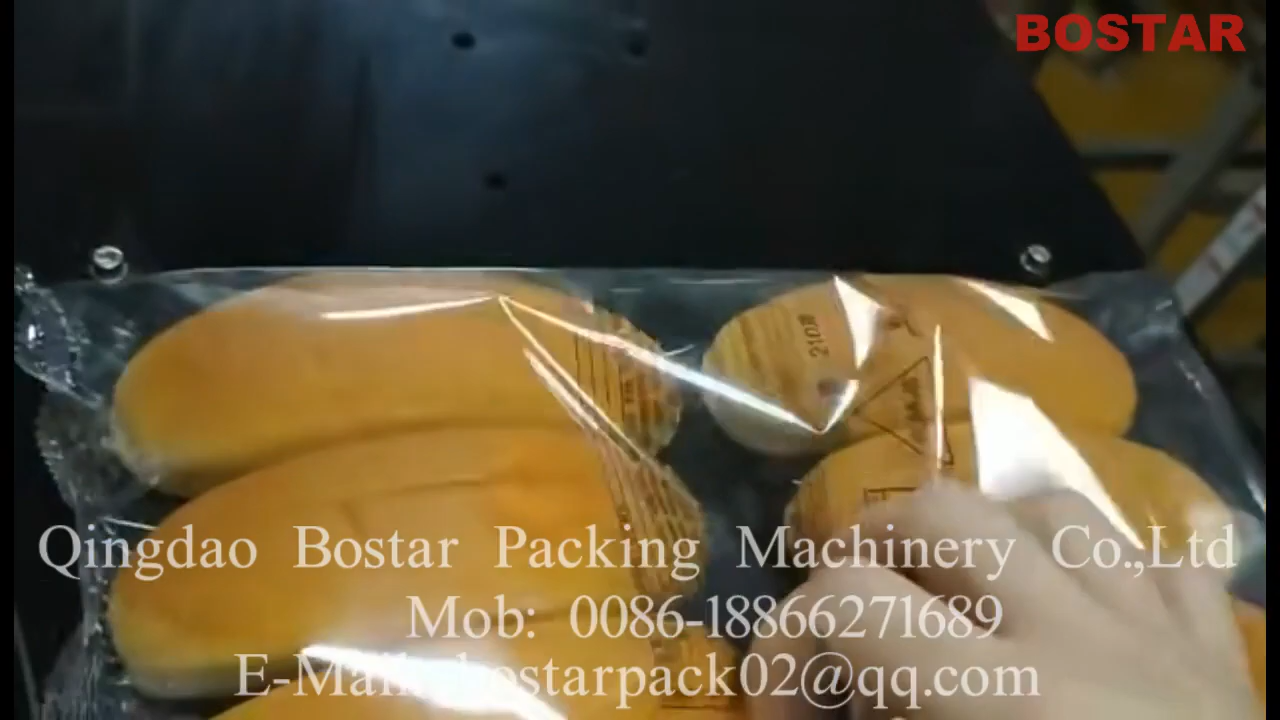 BOSTAR
Qingdao Bostar Packing Machinery Co.,Ltd
Mob: 0086-18866271689
E-Mail: bostarpack02@qq.com